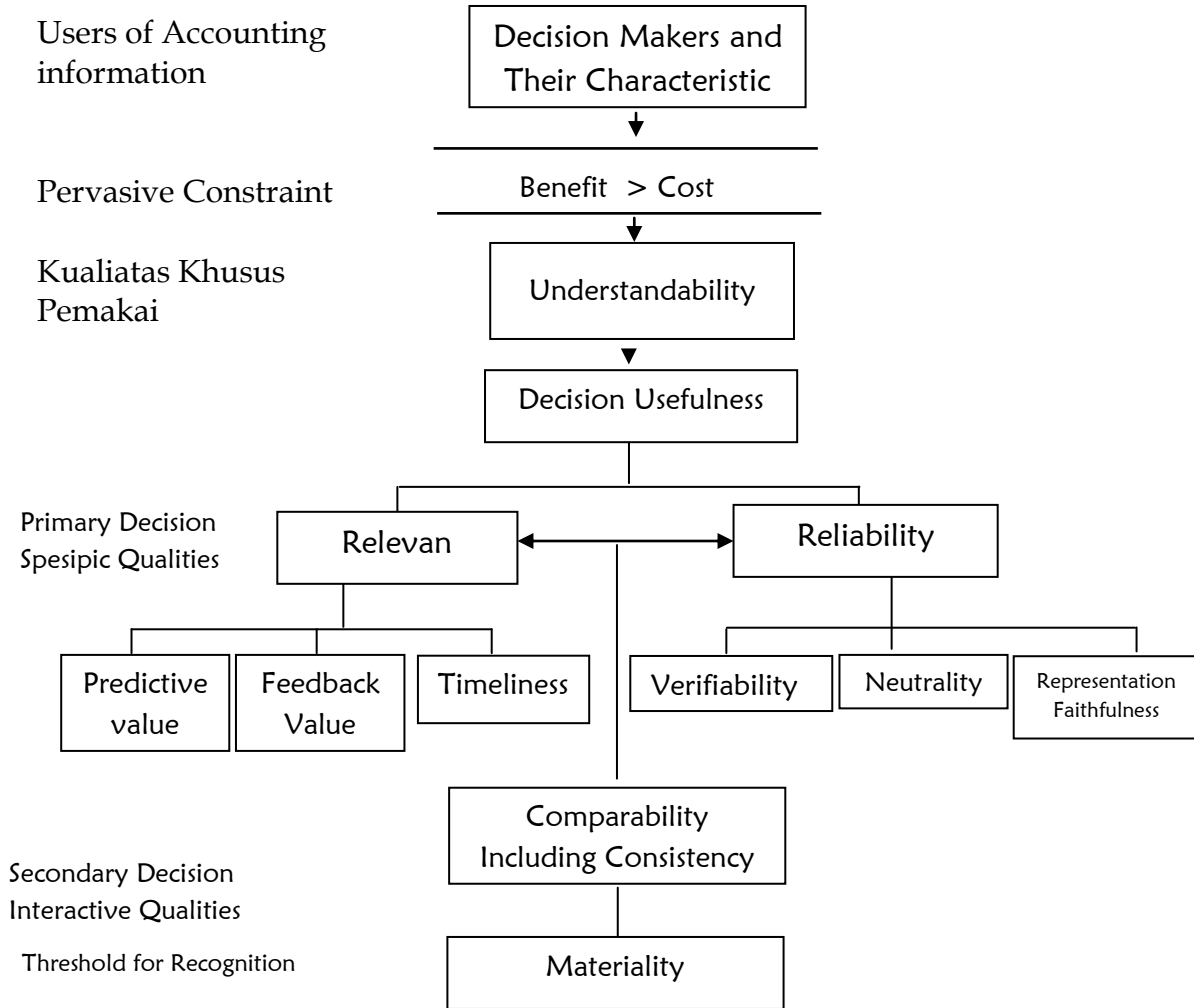 Users of Accounting
information
Decision Makers and
Their Characteristic
Pervasive Constraint
Benefit > Cost
Kualiatas Khusus
Pemakai
Understandability
Decision Usefulness
Primary Decision
Spesipic Qualities
Relevan
Reliability
Predictive
value
Feedback
Value
Timeliness
Verifiability
Neutrality
Representation
Faithfulness
Comparability
Including Consistency
Secondary Decision
Interactive Qualities
Threshold for Recognition
Materiality